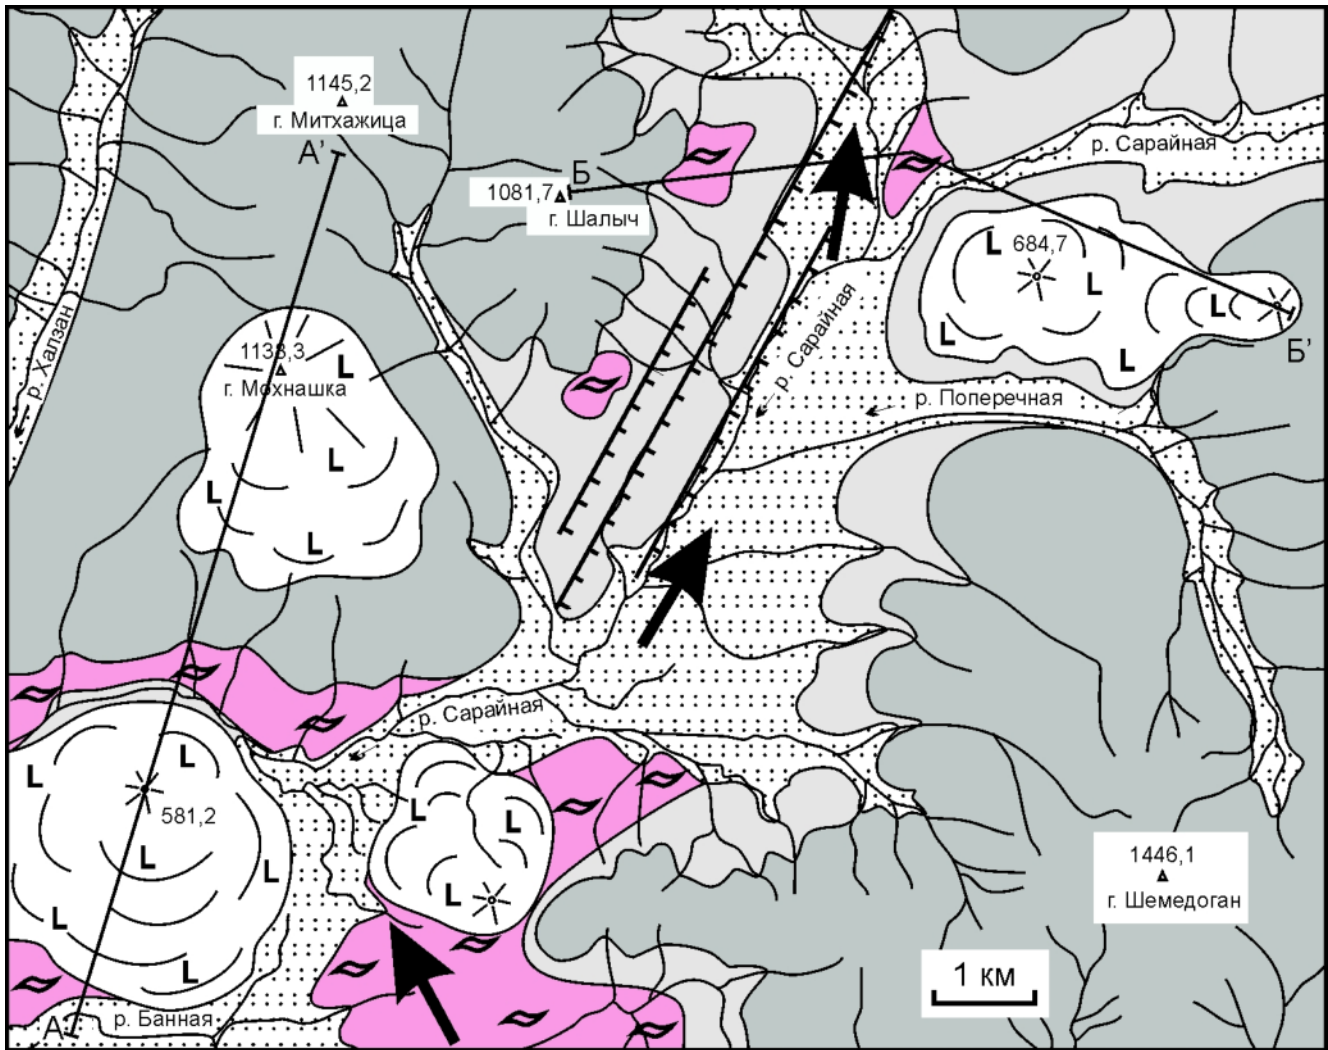 1145,2
г. Митхажица
А'
р. Сарайная
Б
1081,7
г. Шалыч
L
684,7
L
L
L
L
Б'
р. Халзан
1138,3
L
г. Мохнашка
р. Сарайная
р. Поперечная
L
L
L
р. Сарайная
L
L
581,2
L
L
L
L
L
L
L
1446,1
г. Шемедоган
1 км
А
р. Банная